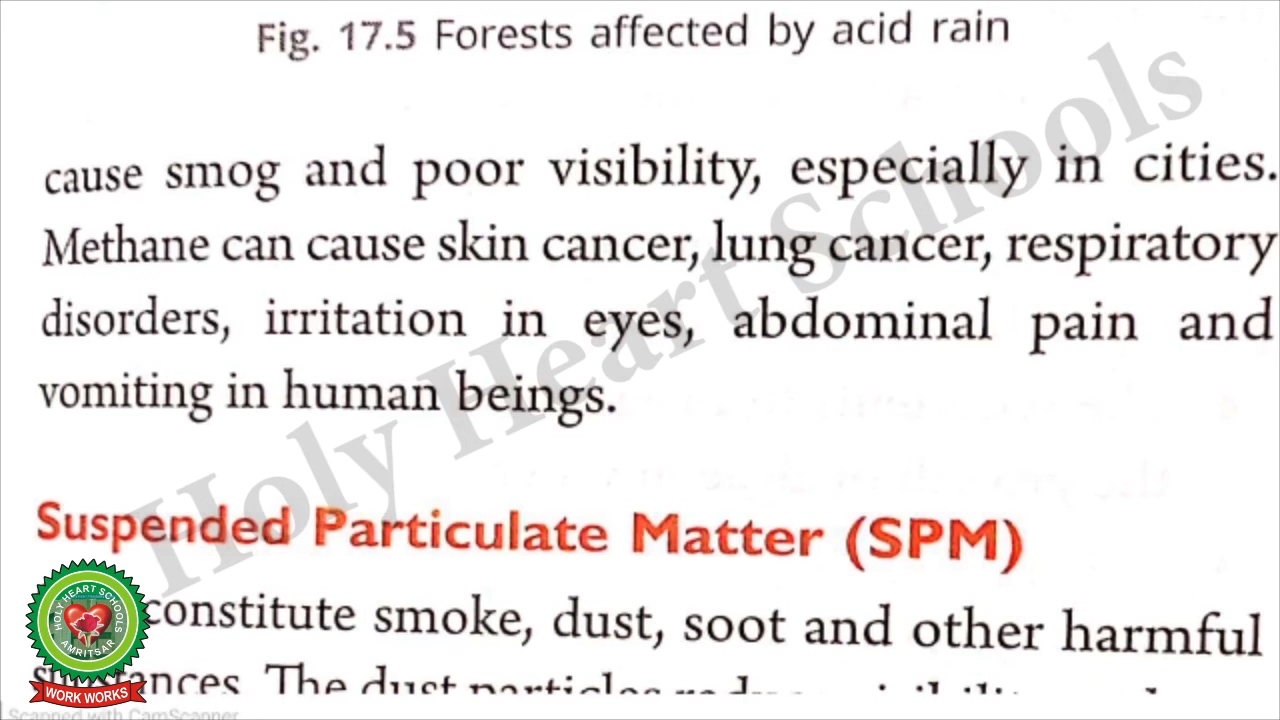 Fig. 17.5 Forests affected by acid rain
cause smog and poor visibility, especially in cities.
Methane can cause skin cancer, lung cancer, respiratory
disorders, irritation in eyes, abdominal pain and
vomiting in human beings.
Holy Heart Schools
Suspended Particulate Matter (SPM)
constitute smoke, dust, soot and other harmful
The dust
HOLY HEART SCHOOLS
AMRITSAR
WORK WORKS
Scanned with CamScanner